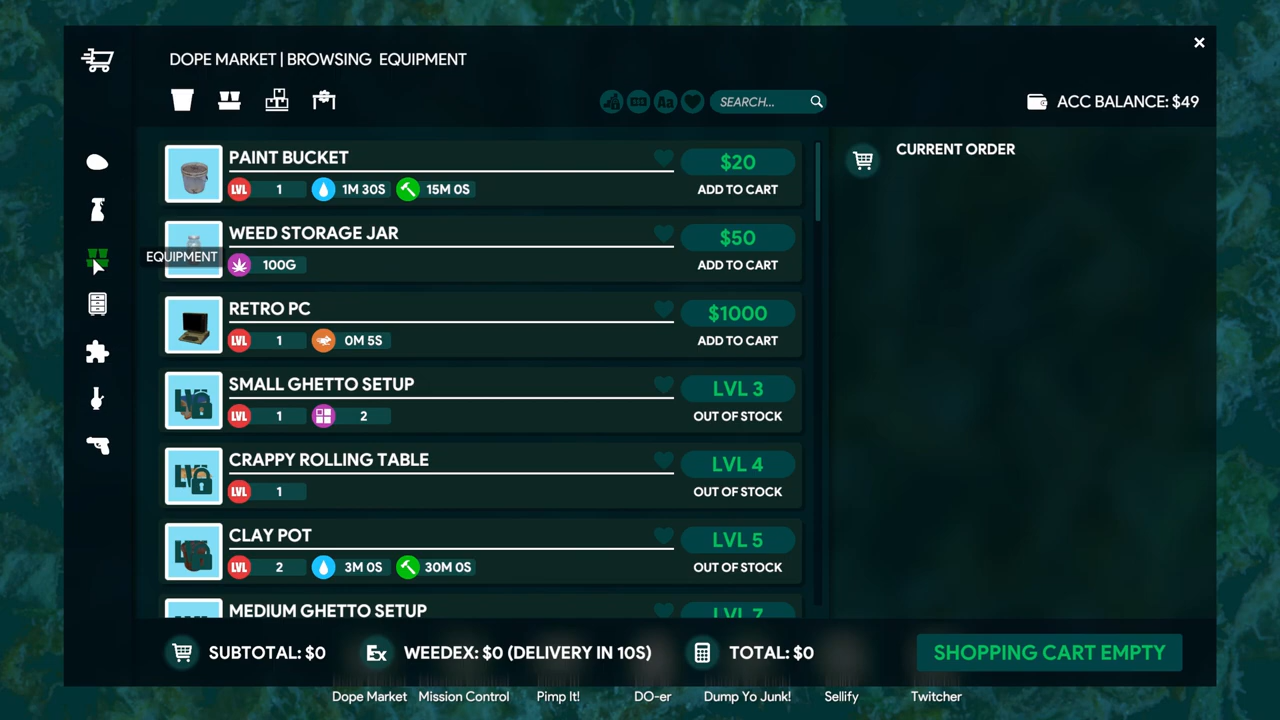 DOPE MARKET | BROWSING EQUIPMENT
SEARCH...
ACC BALANCE: $49
CURRENT ORDER
PAINT BUCKET
$20
LVL 1 1M 30S 15M 0S
ADD TO CART
WEED STORAGE JAR
$50
EQUIPMENT
100G
ADD TO CART
RETRO PC
$1000
LVL 1 0M 5S
ADD TO CART
SMALL GHETTO SETUP
LVL 3
LVL 1 2
OUT OF STOCK
CRAPPY ROLLING TABLE
LVL 4
LVL 1
OUT OF STOCK
CLAY POT
LVL 5
LVL 2 3M 0S 30M 0S
OUT OF STOCK
MEDIUM GHETTO SETUP
LVL 7
SUBTOTAL: $0
Ex WEEDEX: $0 (DELIVERY IN 10S)
TOTAL: $0
SHOPPING CART EMPTY
Dope Market Mission Control Pimp It! DO-er Dump Yo Junk! Sellify Twitcher